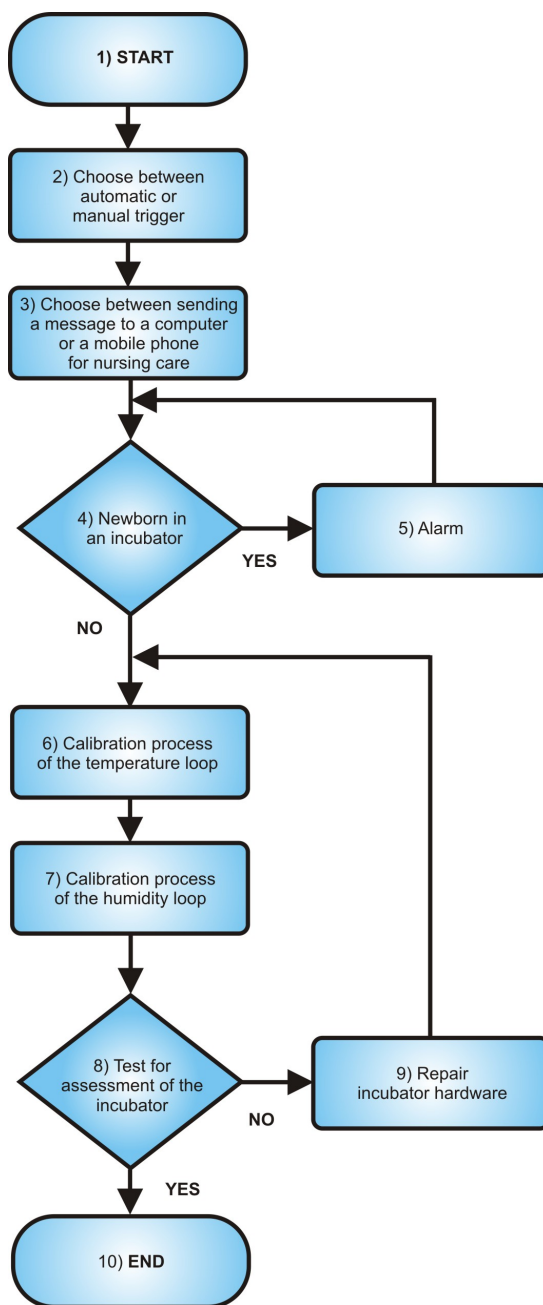 1) START
2) Choose between
automatic or
manual trigger
3) Choose between sending
a message to a computer
or a mobile phone
for nursing care
4) Newborn in
an incubator
YES
5) Alarm
NO
6) Calibration process
of the temperature loop
7) Calibration process
of the humidity loop
8) Test for
assessment of the
incubator
NO
9) Repair
incubator hardware
YES
10) END